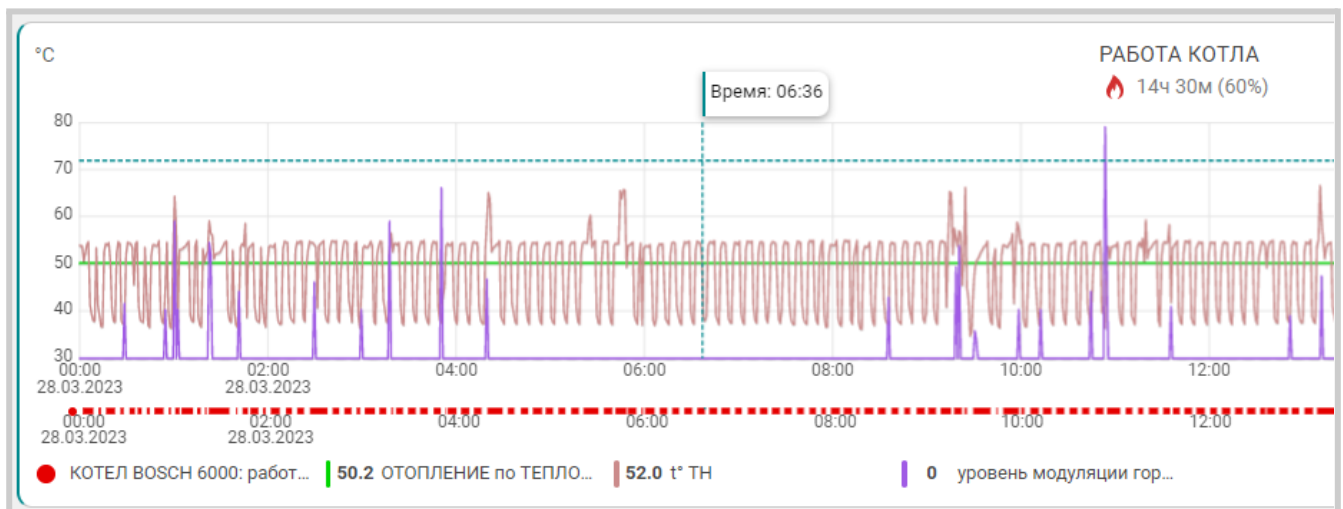 °C
РАБОТА КОТЛА
14ч 30м (60%)
Время: 06:36
80
70
60
50
40
30
00:00 02:00 04:00 06:00 08:00 10:00 12:00
28.03.2023 28.03.2023
00:00 02:00 04:00 06:00 08:00 10:00 12:00
28.03.2023 28.03.2023
КОТЕЛ BOSCH 6000: работ... 50.2 ОТОПЛЕНИЕ по ТЕПЛО... 52.0 t° ТН 0 уровень модуляции гор...